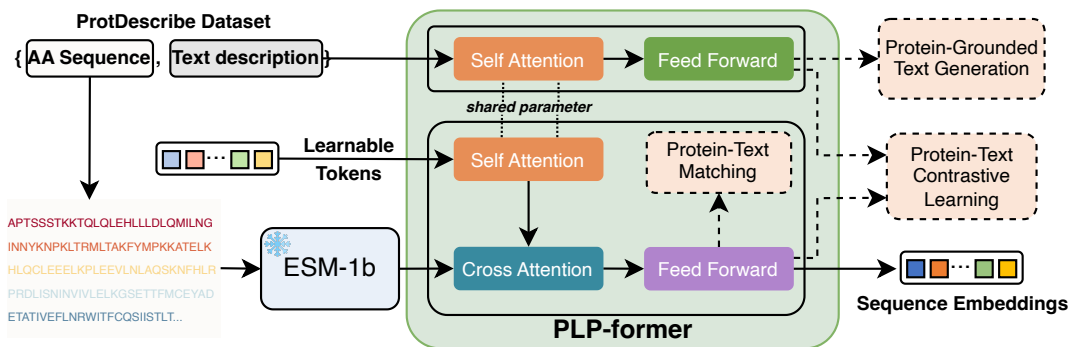 ProtDescribe Dataset
{ AA Sequence , Text description }
Self Attention
Feed Forward
Protein-Grounded
Text Generation
shared parameter
Learnable
Tokens
Self Attention
Protein-Text
Matching
Protein-Text
Contrastive
Learning
APTSSSTKKTQLQLEHLLLDLQMILNG
INNYKNPKLTRMLTAKFYMPKKATELK
HLQCLEEELKPLEEVLNLAQSKNFHLR
PRDLISNINVIVLELKGSETTFMCEYAD
ETATIVEFLNRWITFCQSIISTLT...
ESM-1b
Cross Attention
Feed Forward
Sequence Embeddings
PLP-former